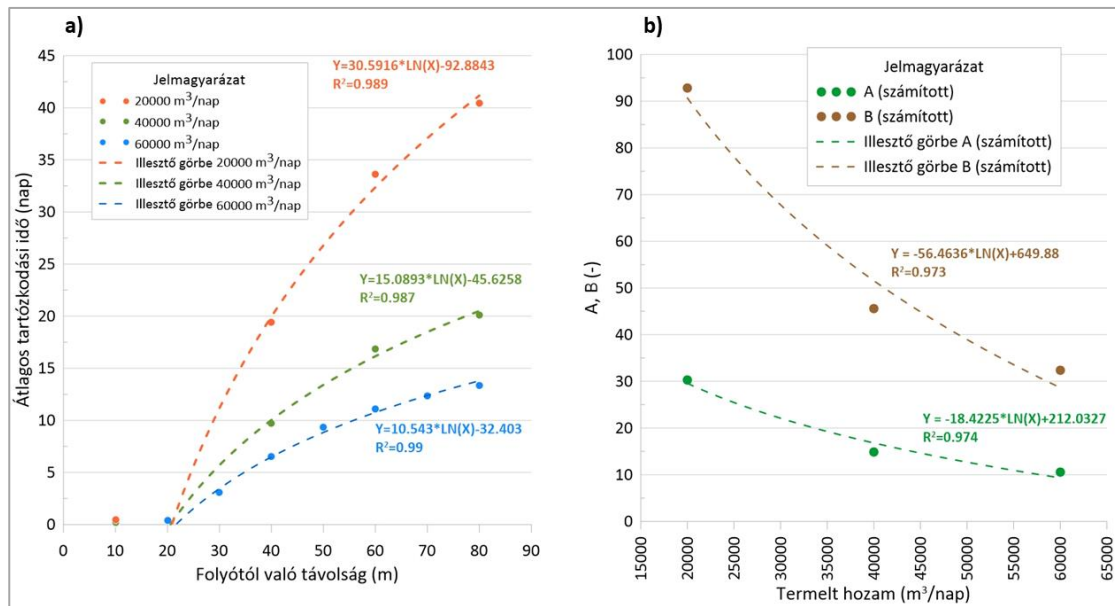 a)
45
40
35
30
25
20
15
10
5
0
Átlagos tartózkodási idő (nap)
Jelmagyarázat
20000 m³/nap
40000 m³/nap
60000 m³/nap
Illesztő görbe 20000 m³/nap
Illesztő görbe 40000 m³/nap
Illesztő görbe 60000 m³/nap
Y=30.5916*LN(X)-92.8843
R²=0.989
Y=15.0893*LN(X)-45.6258
R²=0.987
Y=10.543*LN(X)-32.403
R²=0.99
0 10 20 30 40 50 60 70 80 90
Folyótól való távolság (m)
b)
100
90
80
70
60
50
40
30
20
10
0
A, B (-)
Jelmagyarázat
A (számított)
B (számított)
Illesztő görbe A (számított)
Illesztő görbe B (számított)
Y = -56.4636*LN(X)+649.88
R²=0.973
Y = -18.4225*LN(X)+212.0327
R²=0.974
15000 20000 25000 30000 35000 40000 45000 50000 55000 60000 65000
Termelt hozam (m³/nap)